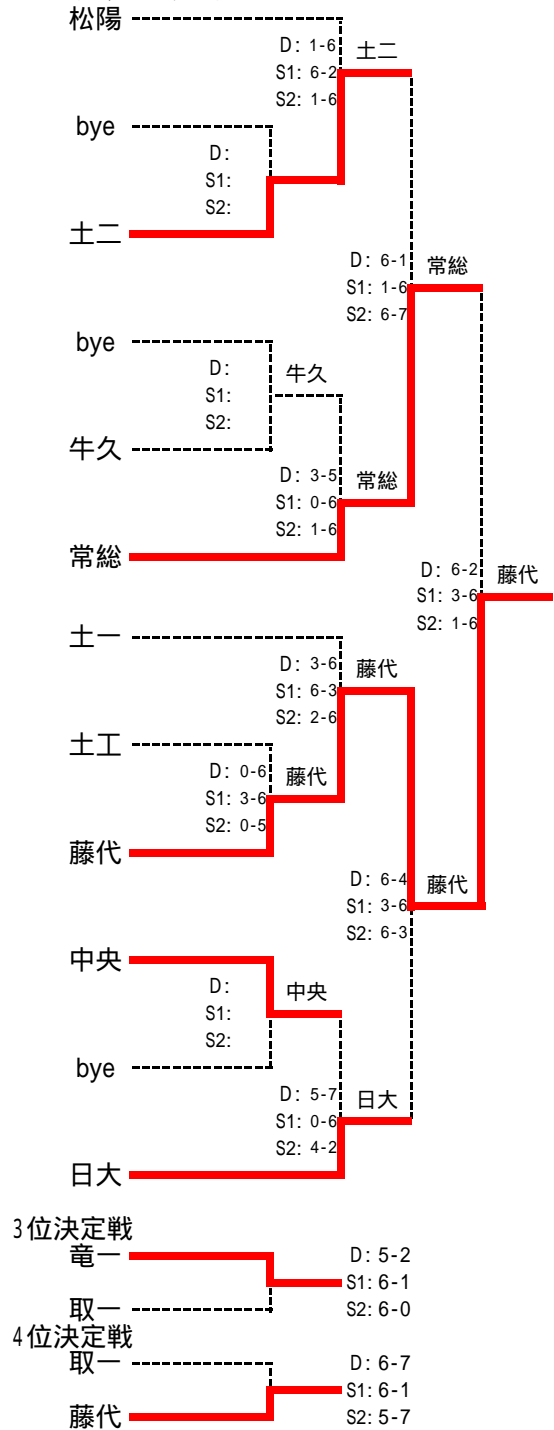 松陽
D: 1-6 土二
S1: 6-2
S2: 1-6
bye
D:
S1:
S2:
土二
D: 6-1 常総
S1: 1-6
S2: 6-7
bye
D: 牛久
S1:
S2:
牛久
D: 3-5 常総
S1: 0-6
S2: 1-6
常総
D: 6-2 藤代
S1: 3-6
S2: 1-6
土一
D: 3-6 藤代
S1: 6-3
S2: 2-6
土工
D: 0-6 藤代
S1: 3-6
S2: 0-5
藤代
D: 6-4 藤代
S1: 3-6
S2: 6-3
中央
D: 中央
S1:
S2:
bye
D: 5-7 日大
S1: 0-6
S2: 4-2
日大
3位決定戦
竜一 D: 5-2
S1: 6-1
取一 S2: 6-0
4位決定戦
取一 D: 6-7
S1: 6-1
藤代 S2: 5-7